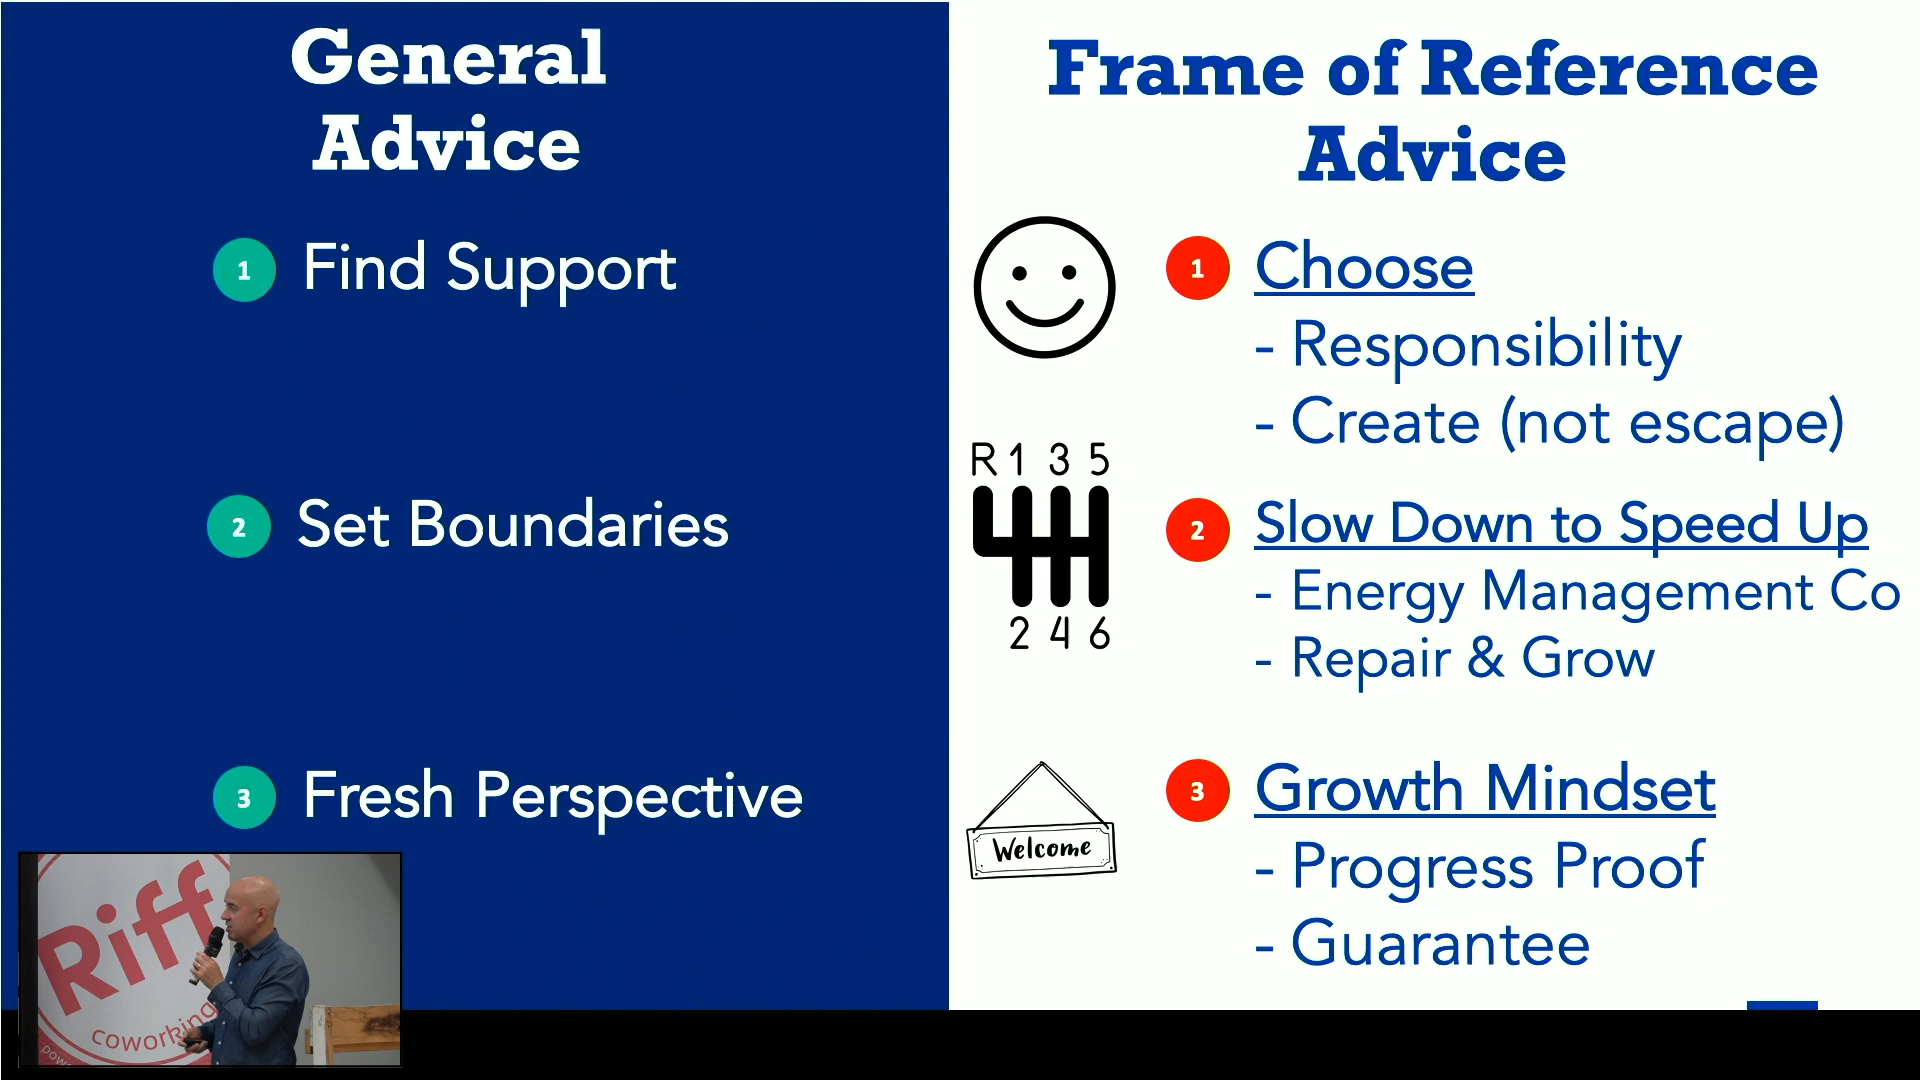 General
Advice
1 Find Support
2 Set Boundaries
3 Fresh Perspective
Frame of Reference
Advice
1 Choose
- Responsibility
- Create (not escape)
R 1 3 5
2 4 6
2 Slow Down to Speed Up
- Energy Management Co
- Repair & Grow
Welcome
3 Growth Mindset
- Progress Proof
- Guarantee
Riff
coworking